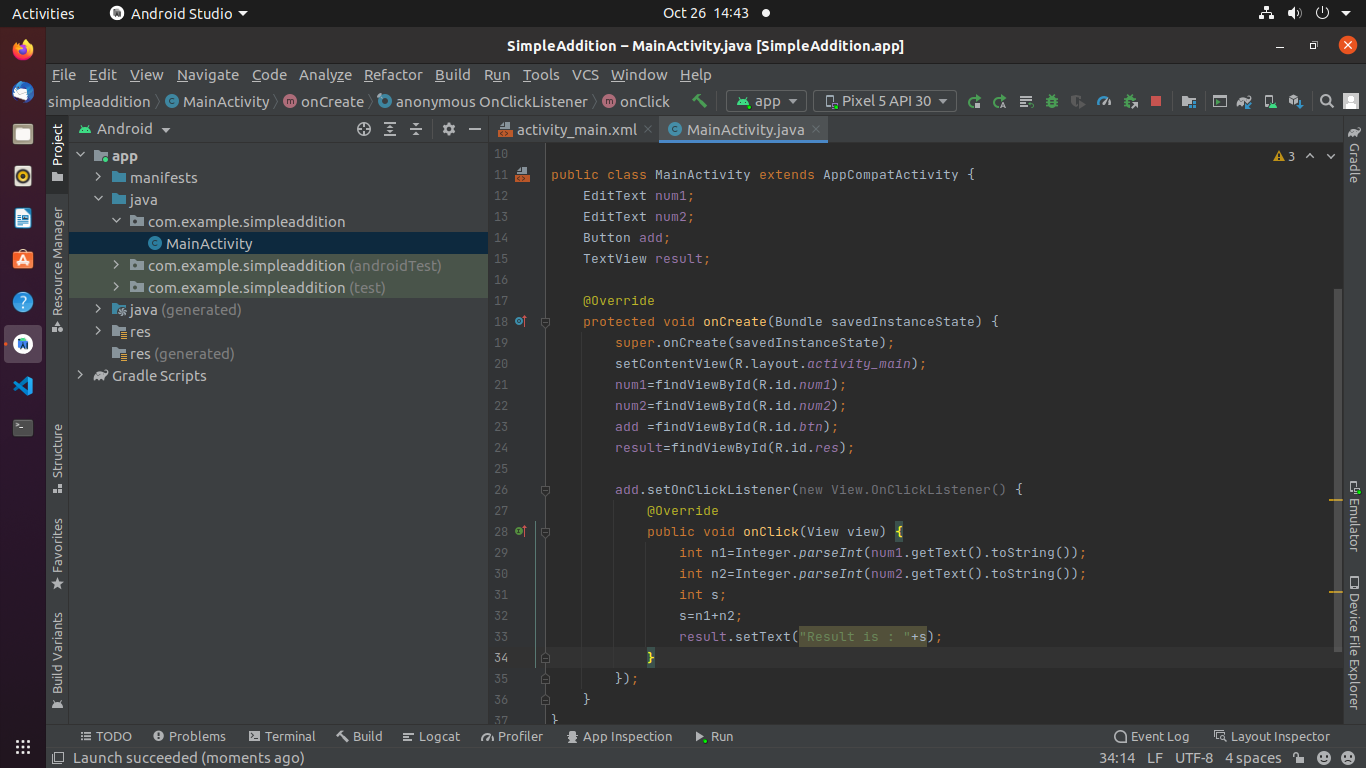 Activities Android Studio Oct 26 14:43
SimpleAddition – MainActivity.java [SimpleAddition.app]
File Edit View Navigate Code Analyze Refactor Build Run Tools VCS Window Help
simpleaddition MainActivity onCreate anonymous OnClickListener onClick app Pixel 5 API 30
Project
Resource Manager
Structure
Favorites
Build Variants
Android
app
manifests
java
com.example.simpleaddition
MainActivity
com.example.simpleaddition (androidTest)
com.example.simpleaddition (test)
java (generated)
res
res (generated)
Gradle Scripts
activity_main.xml MainActivity.java
3
10
11 public class MainActivity extends AppCompatActivity {
12 EditText num1;
13 EditText num2;
14 Button add;
15 TextView result;
16
17 @Override
18 protected void onCreate(Bundle savedInstanceState) {
19 super.onCreate(savedInstanceState);
20 setContentView(R.layout.activity_main);
21 num1=findViewById(R.id.num1);
22 num2=findViewById(R.id.num2);
23 add =findViewById(R.id.btn);
24 result=findViewById(R.id.res);
25
26 add.setOnClickListener(new View.OnClickListener() {
27 @Override
28 public void onClick(View view) {
29 int n1=Integer.parseInt(num1.getText().toString());
30 int n2=Integer.parseInt(num2.getText().toString());
31 int s;
32 s=n1+n2;
33 result.setText("Result is : "+s);
34 }
35 });
36 }
37 }
Gradle
Emulator
Device File Explorer
TODO Problems Terminal Build Logcat Profiler App Inspection Run Event Log Layout Inspector
Launch succeeded (moments ago) 34:14 LF UTF-8 4 spaces